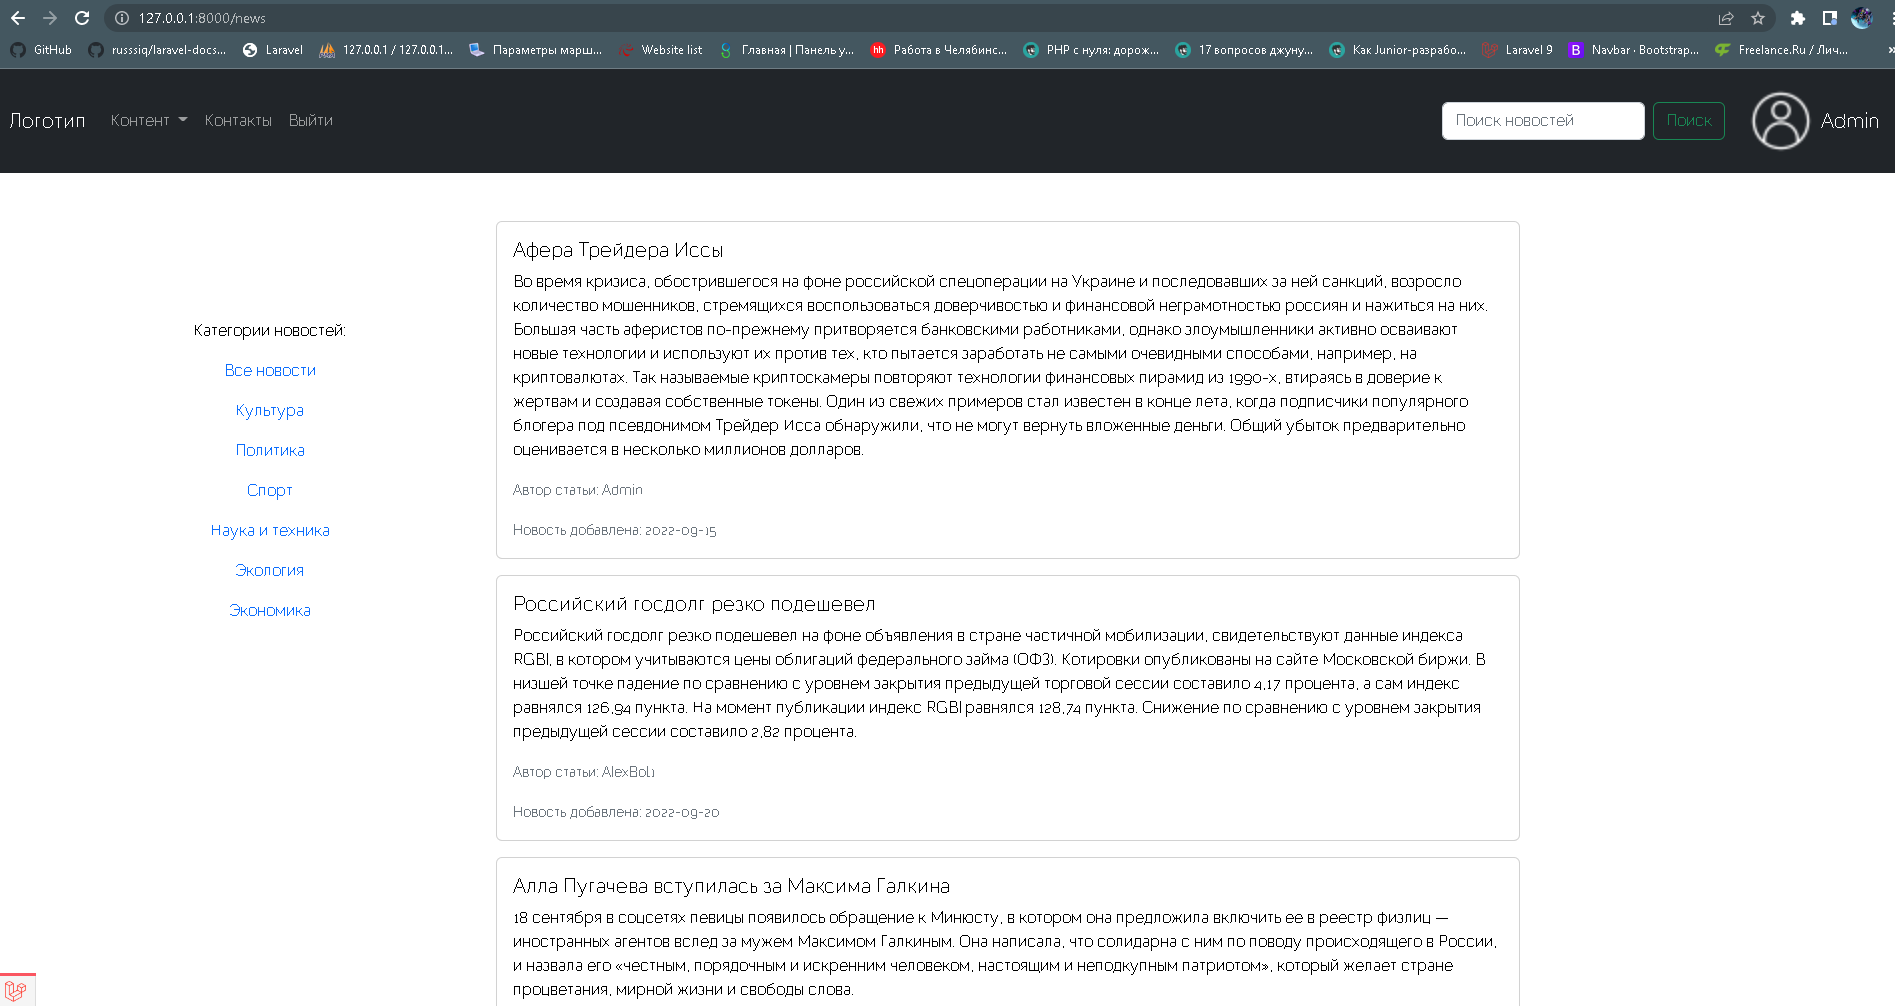 127.0.0.1:8000/news
GitHub russsiq/laravel-docs... Laravel 127.0.0.1 / 127.0.0.1... Параметры марш... Website list Главная | Панель у... Работа в Челябинс... PHP с нуля: дорож... 17 вопросов джуну... Как Junior-разрабо... Laravel 9 Navbar · Bootstrap... Freelance.Ru / Лич... »
Логотип Контент Контакты Выйти Поиск новостей Поиск Admin
Категории новостей:
Все новости
Культура
Политика
Спорт
Наука и техника
Экология
Экономика
Афера Трейдера Иссы
Во время кризиса, обострившегося на фоне российской спецоперации на Украине и последовавших за ней санкций, возросло
количество мошенников, стремящихся воспользоваться доверчивостью и финансовой неграмотностью россиян и нажиться на них.
Большая часть аферистов по-прежнему притворяется банковскими работниками, однако злоумышленники активно осваивают
новые технологии и используют их против тех, кто пытается заработать не самыми очевидными способами, например, на
криптовалютах. Так называемые криптоскамеры повторяют технологии финансовых пирамид из 1990-х, втираясь в доверие к
жертвам и создавая собственные токены. Один из свежих примеров стал известен в конце лета, когда подписчики популярного
блогера под псевдонимом Трейдер Исса обнаружили, что не могут вернуть вложенные деньги. Общий убыток предварительно
оценивается в несколько миллионов долларов.
Автор статьи: Admin
Новость добавлена: 2022-09-15
Российский госдолг резко подешевел
Российский госдолг резко подешевел на фоне объявления в стране частичной мобилизации, свидетельствуют данные индекса
RGBI, в котором учитываются цены облигаций федерального займа (ОФЗ). Котировки опубликованы на сайте Московской биржи. В
низшей точке падение по сравнению с уровнем закрытия предыдущей торговой сессии составило 4,17 процента, а сам индекс
равнялся 126,94 пункта. На момент публикации индекс RGBI равнялся 128,74 пункта. Снижение по сравнению с уровнем закрытия
предыдущей сессии составило 2,82 процента.
Автор статьи: AlexBol1
Новость добавлена: 2022-09-20
Алла Пугачева вступилась за Максима Галкина
18 сентября в соцсетях певицы появилось обращение к Минюсту, в котором она предложила включить ее в реестр физлиц —
иностранных агентов вслед за мужем Максимом Галкиным. Она написала, что солидарна с ним по поводу происходящего в России,
и назвала его «честным, порядочным и искренним человеком, настоящим и неподкупным патриотом», который желает стране
процветания, мирной жизни и свободы слова.